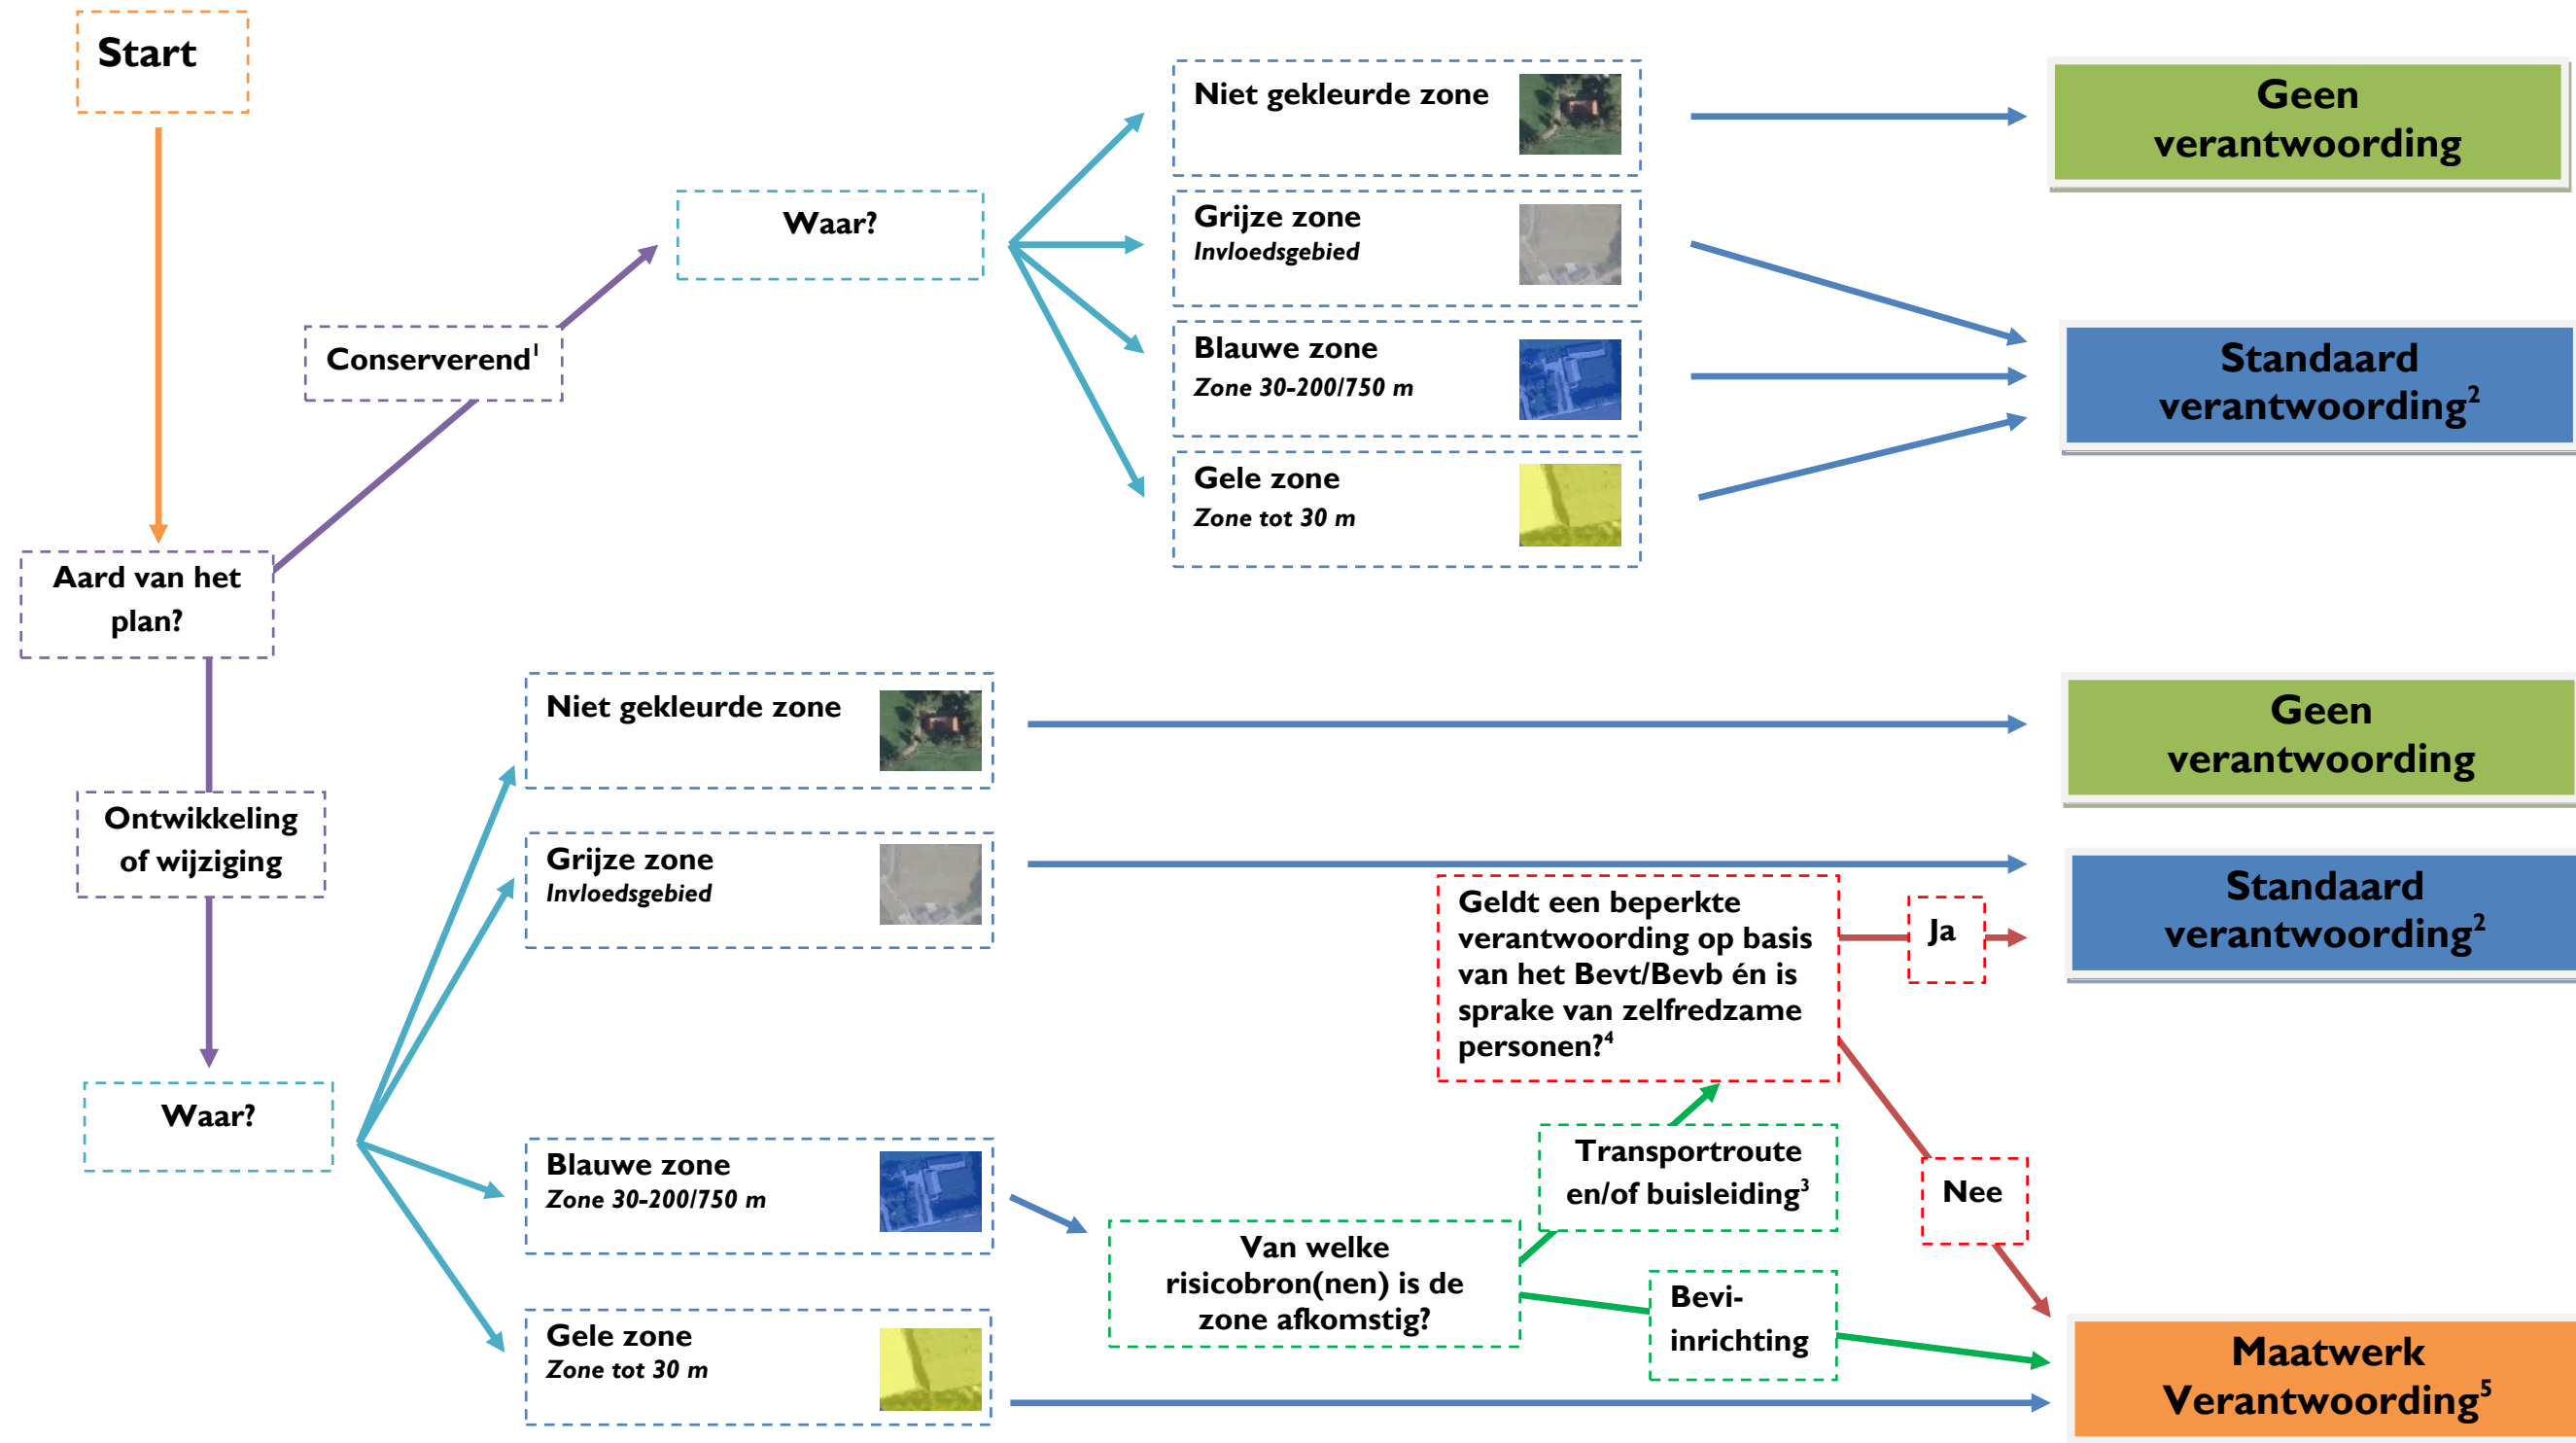 Start
Aard van het
plan?
Conserverend¹
Waar?
Niet gekleurde zone
Grijze zone
Invloedsgebied
Blauwe zone
Zone 30-200/750 m
Gele zone
Zone tot 30 m
Geen
verantwoording
Standaard
verantwoording²
Ontwikkeling
of wijziging
Waar?
Niet gekleurde zone
Grijze zone
Invloedsgebied
Blauwe zone
Zone 30-200/750 m
Gele zone
Zone tot 30 m
Van welke
risicobron(nen) is de
zone afkomstig?
Transportroute
en/of buisleiding³
Bevi-
inrichting
Geldt een beperkte
verantwoording op basis
van het Bevt/Bevb én is
sprake van zelfredzame
personen?⁴
Ja
Nee
Geen
verantwoording
Standaard
verantwoording²
Maatwerk
Verantwoording⁵